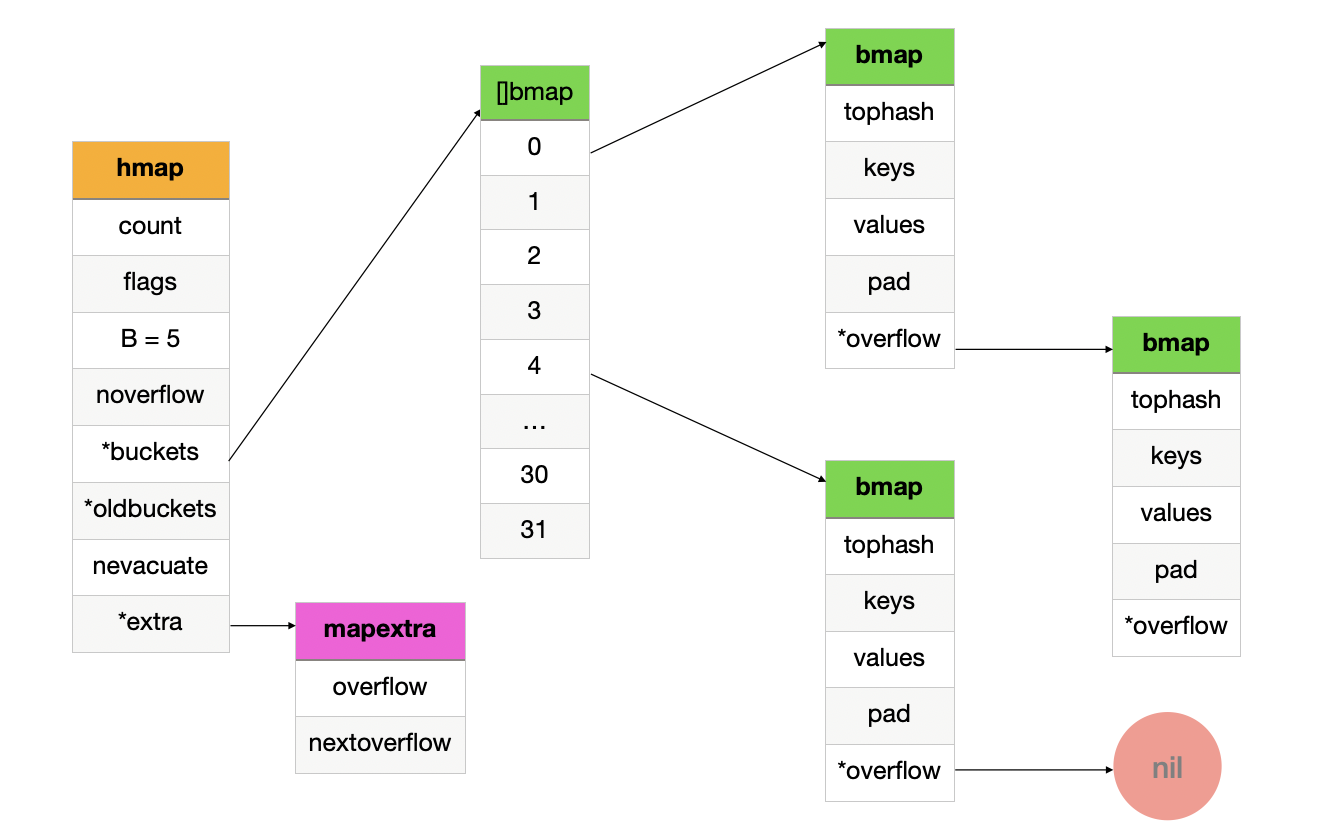 hmap
count
flags
B = 5
noverflow
*buckets
*oldbuckets
nevacuate
*extra
mapextra
overflow
nextoverflow
[]bmap
0
1
2
3
4
...
30
31
bmap
tophash
keys
values
pad
*overflow
bmap
tophash
keys
values
pad
*overflow
bmap
tophash
keys
values
pad
*overflow
nil